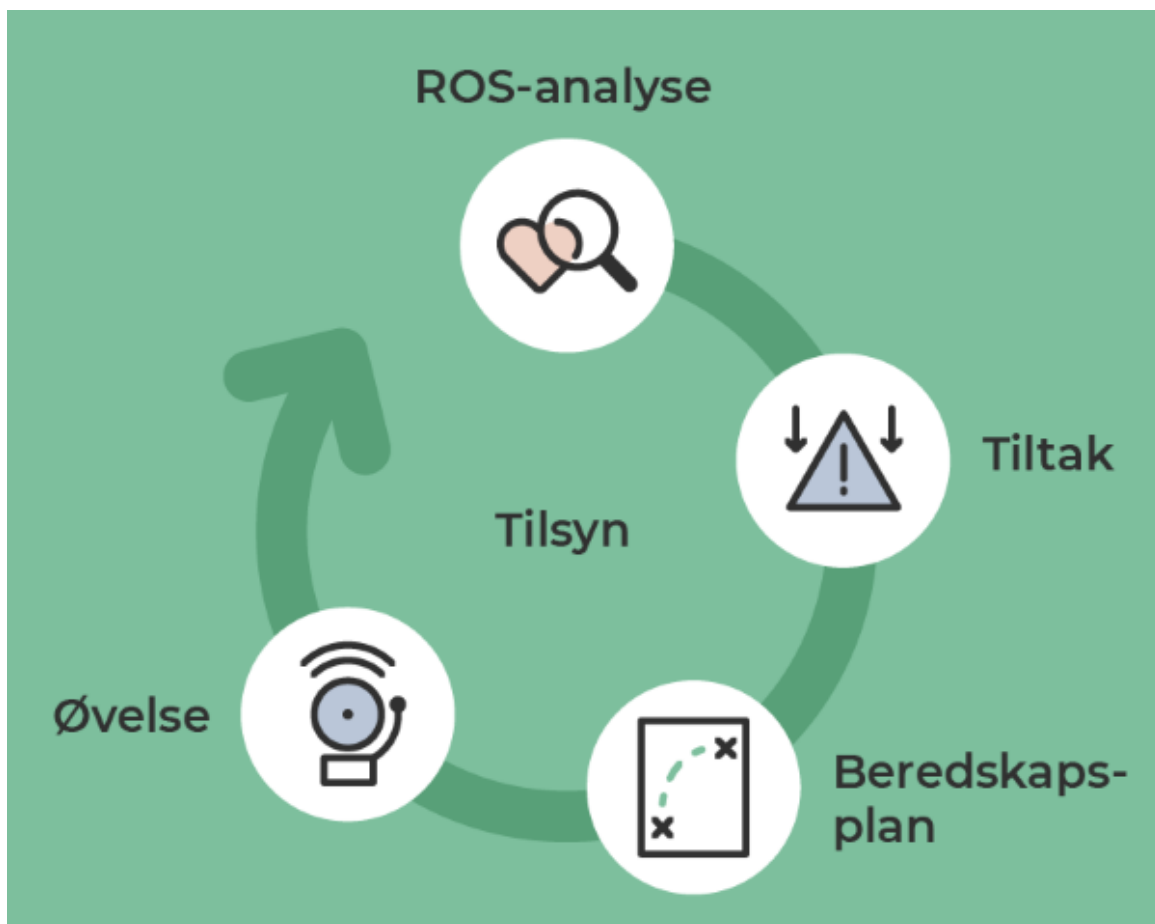 ROS-analyse
Tiltak
Tilsyn
Øvelse
Beredskaps-
plan